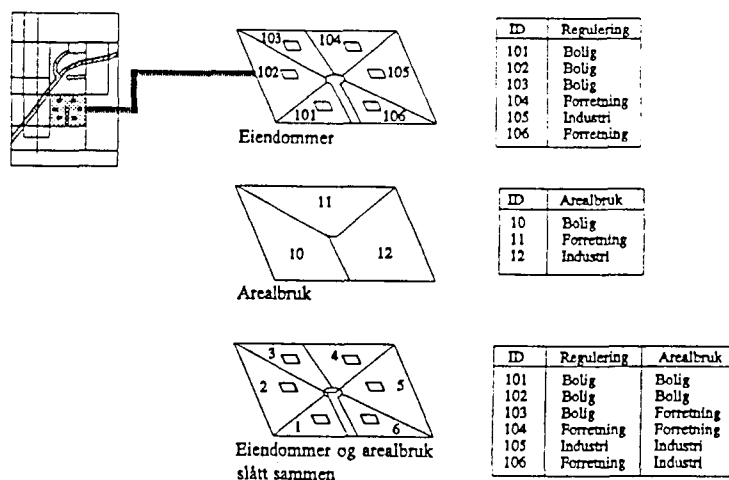 103
104
102
105
101
106
Eiendommer
ID Regulering
101 Bolig
102 Bolig
103 Bolig
104 Forretning
105 Industri
106 Forretning
11
10
12
Arealbruk
ID Arealbruk
10 Bolig
11 Forretning
12 Industri
3
4
2
5
1
6
Eiendommer og arealbruk
slått sammen
ID Regulering Arealbruk
101 Bolig Bolig
102 Bolig Bolig
103 Bolig Forretning
104 Forretning Forretning
105 Industri Industri
106 Forretning Industri